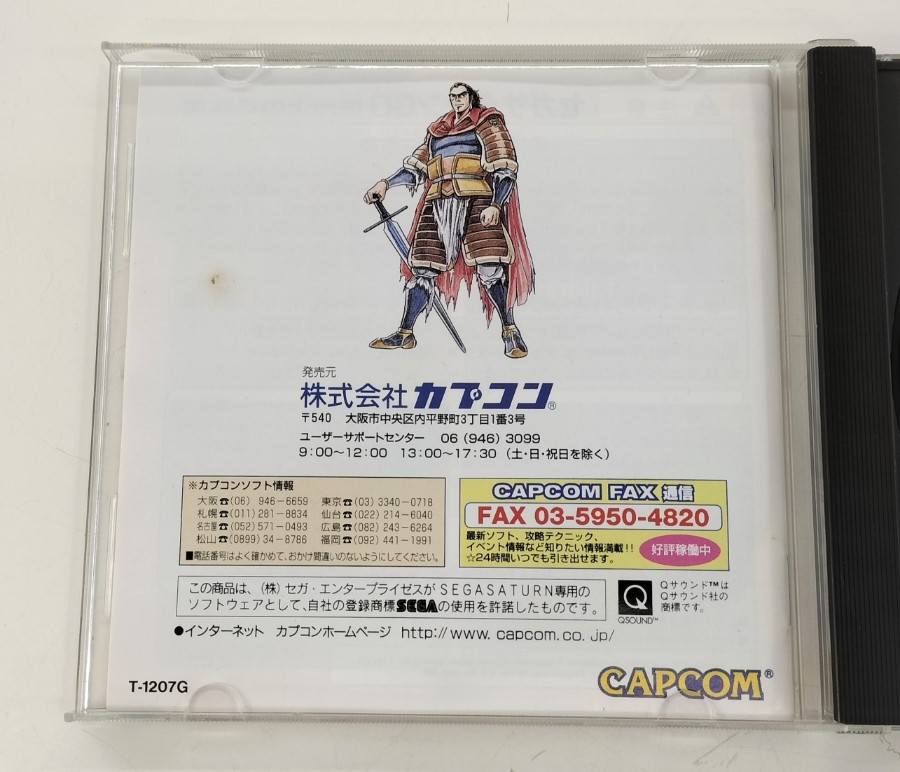 発売元
株式会社 カプコン®
〒540 大阪市中央区内平野町3丁目1番3号
ユーザーサポートセンター 06 (946) 3099
9:00〜12:00 13:00〜17:30 (土・日・祝日を除く)
※カプコンソフト情報
大阪☎(06) 946-6659 東京☎(03) 3340-0718
札幌☎(011) 281-8834 仙台☎(022) 214-6040
名古屋☎(052) 571-0493 広島☎(082) 243-6264
松山☎(0899) 34-8786 福岡☎(092) 441-1991
■電話番号はよく確かめて、おかけ間違いのないようにしてください。
CAPCOM FAX 通信
FAX 03-5950-4820
最新ソフト、攻略テクニック、
イベント情報など知りたい情報満載!!
☆24時間いつでも引き出せます。
好評稼働中
この商品は、(株) セガ・エンタープライゼスがSEGASATURN専用の
ソフトウェアとして、自社の登録商標SEGAの使用を許諾したものです。
Q
QSOUND™
Qサウンド™は
Qサウンド社の
商標です。
●インターネット カプコンホームページ http://www.capcom.co.jp/
T-1207G
CAPCOM®